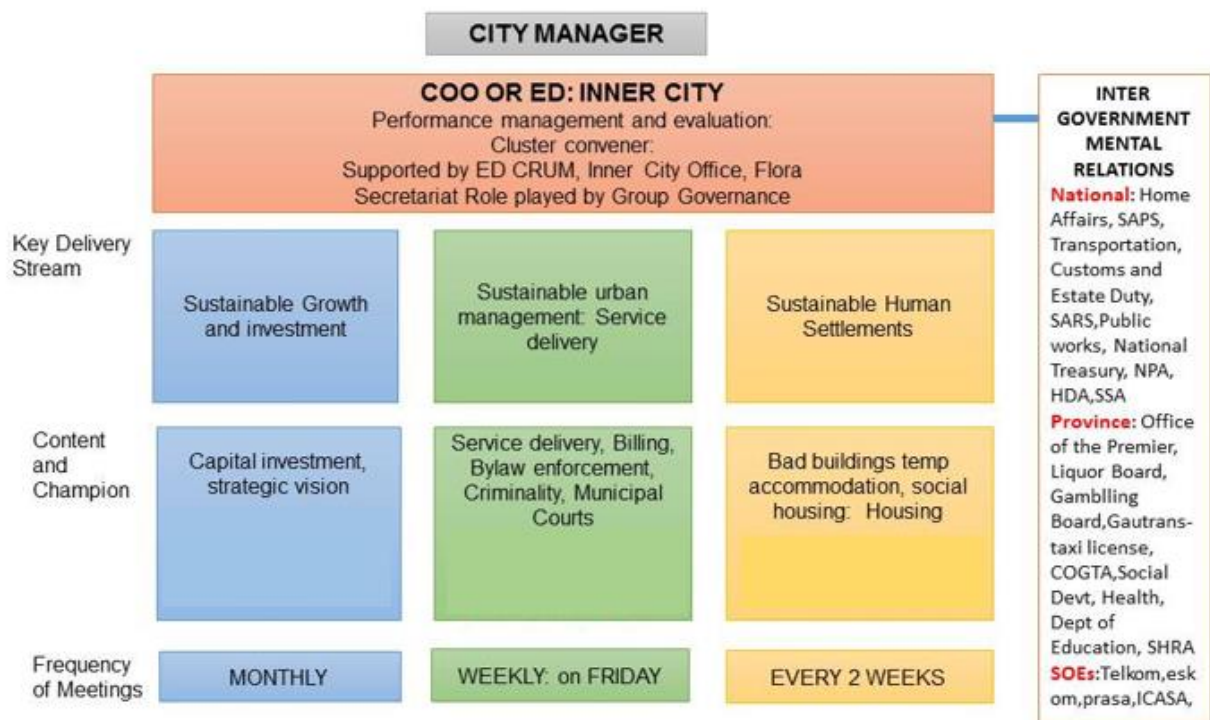 CITY MANAGER
COO OR ED: INNER CITY
Performance management and evaluation:
Cluster convener:
Supported by ED CRUM, Inner City Office, Flora
Secretariat Role played by Group Governance
Key Delivery
Stream
Sustainable Growth
and investment
Sustainable urban
management: Service
delivery
Sustainable Human
Settlements
Content
and
Champion
Capital investment,
strategic vision
Service delivery, Billing,
Bylaw enforcement,
Criminality, Municipal
Courts
Bad buildings temp
accommodation, social
housing: Housing
Frequency
of Meetings
MONTHLY
WEEKLY: on FRIDAY
EVERY 2 WEEKS
INTER
GOVERNMENT
MENTAL
RELATIONS
National: Home
Affairs, SAPS,
Transportation,
Customs and
Estate Duty,
SARS,Public
works, National
Treasury, NPA,
HDA,SSA
Province: Office
of the Premier,
Liquor Board,
Gamblling
Board,Gautrans-
taxi license,
COGTA,Social
Devt, Health,
Dept of
Education, SHRA
SOEs:Telkom,esk
om,prasa,ICASA,